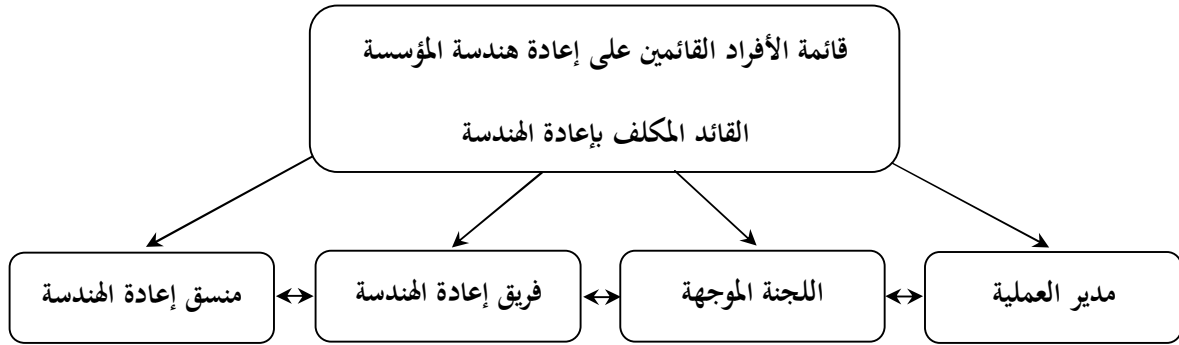 قائمة الأفراد القائمين على إعادة هندسة المؤسسة
القائد المكلف بإعادة الهندسة
مدير العملية
اللجنة الموجهة
فريق إعادة الهندسة
منسق إعادة الهندسة